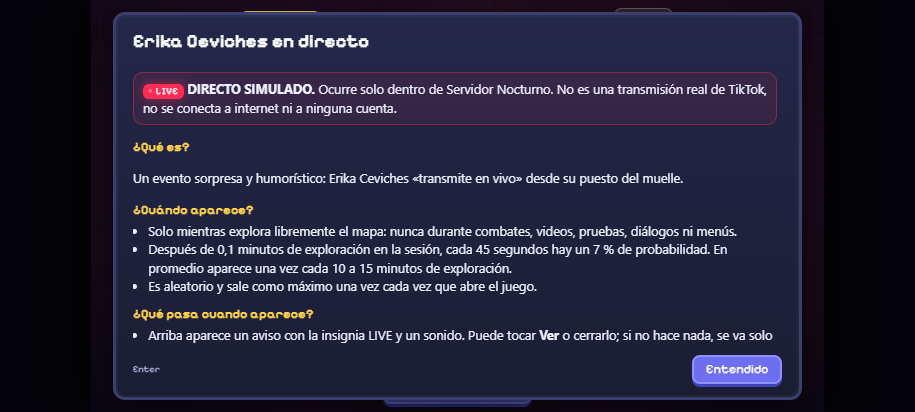 Erika Ceviches en directo
LIVE DIRECTO SIMULADO. Ocurre solo dentro de Servidor Nocturno. No es una transmisión real de TikTok,
no se conecta a internet ni a ninguna cuenta.
¿Qué es?
Un evento sorpresa y humorístico: Erika Ceviches «transmite en vivo» desde su puesto del muelle.
¿Cuándo aparece?
• Solo mientras explora libremente el mapa: nunca durante combates, videos, pruebas, diálogos ni menús.
• Después de 0,1 minutos de exploración en la sesión, cada 45 segundos hay un 7 % de probabilidad. En
promedio aparece una vez cada 10 a 15 minutos de exploración.
• Es aleatorio y sale como máximo una vez cada vez que abre el juego.
¿Qué pasa cuando aparece?
• Arriba aparece un aviso con la insignia LIVE y un sonido. Puede tocar Ver o cerrarlo; si no hace nada, se va solo
Enter
Entendido